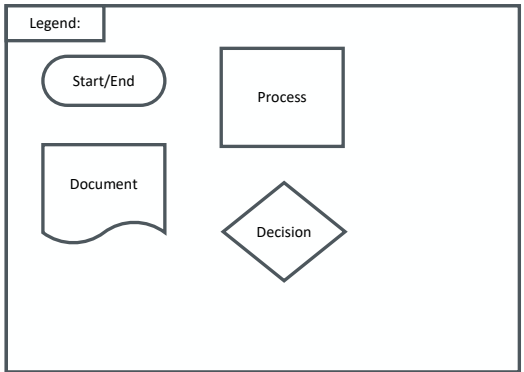 Legend:
Start/End
Process
Document
Decision